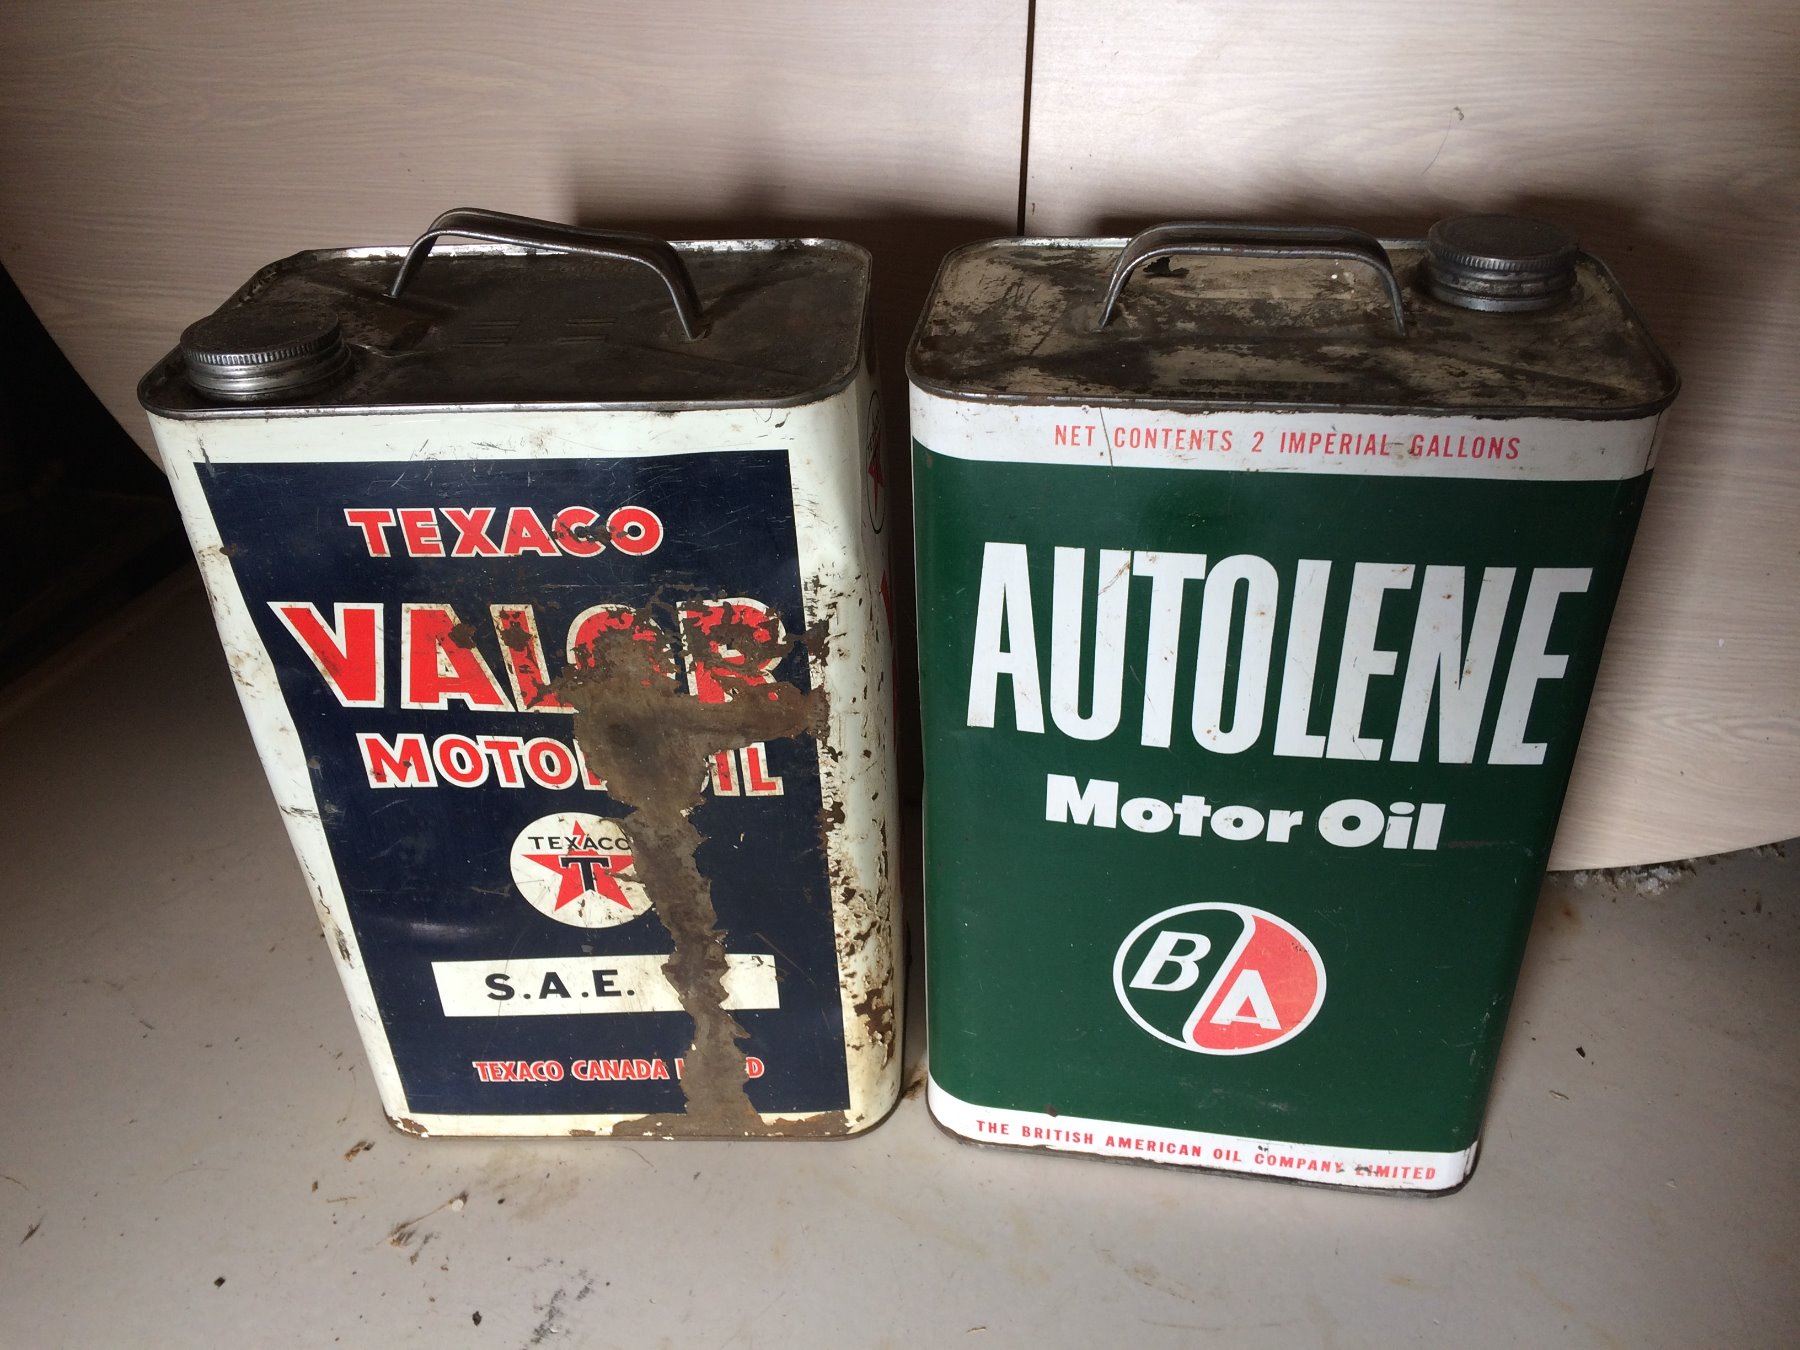 TEXACO
VALOR
MOTOR OIL
TEXACO
T
S.A.E.
TEXACO CANADA
NET CONTENTS 2 IMPERIAL GALLONS
AUTOLENE
Motor Oil
B A
THE BRITISH AMERICAN OIL COMPANY LIMITED